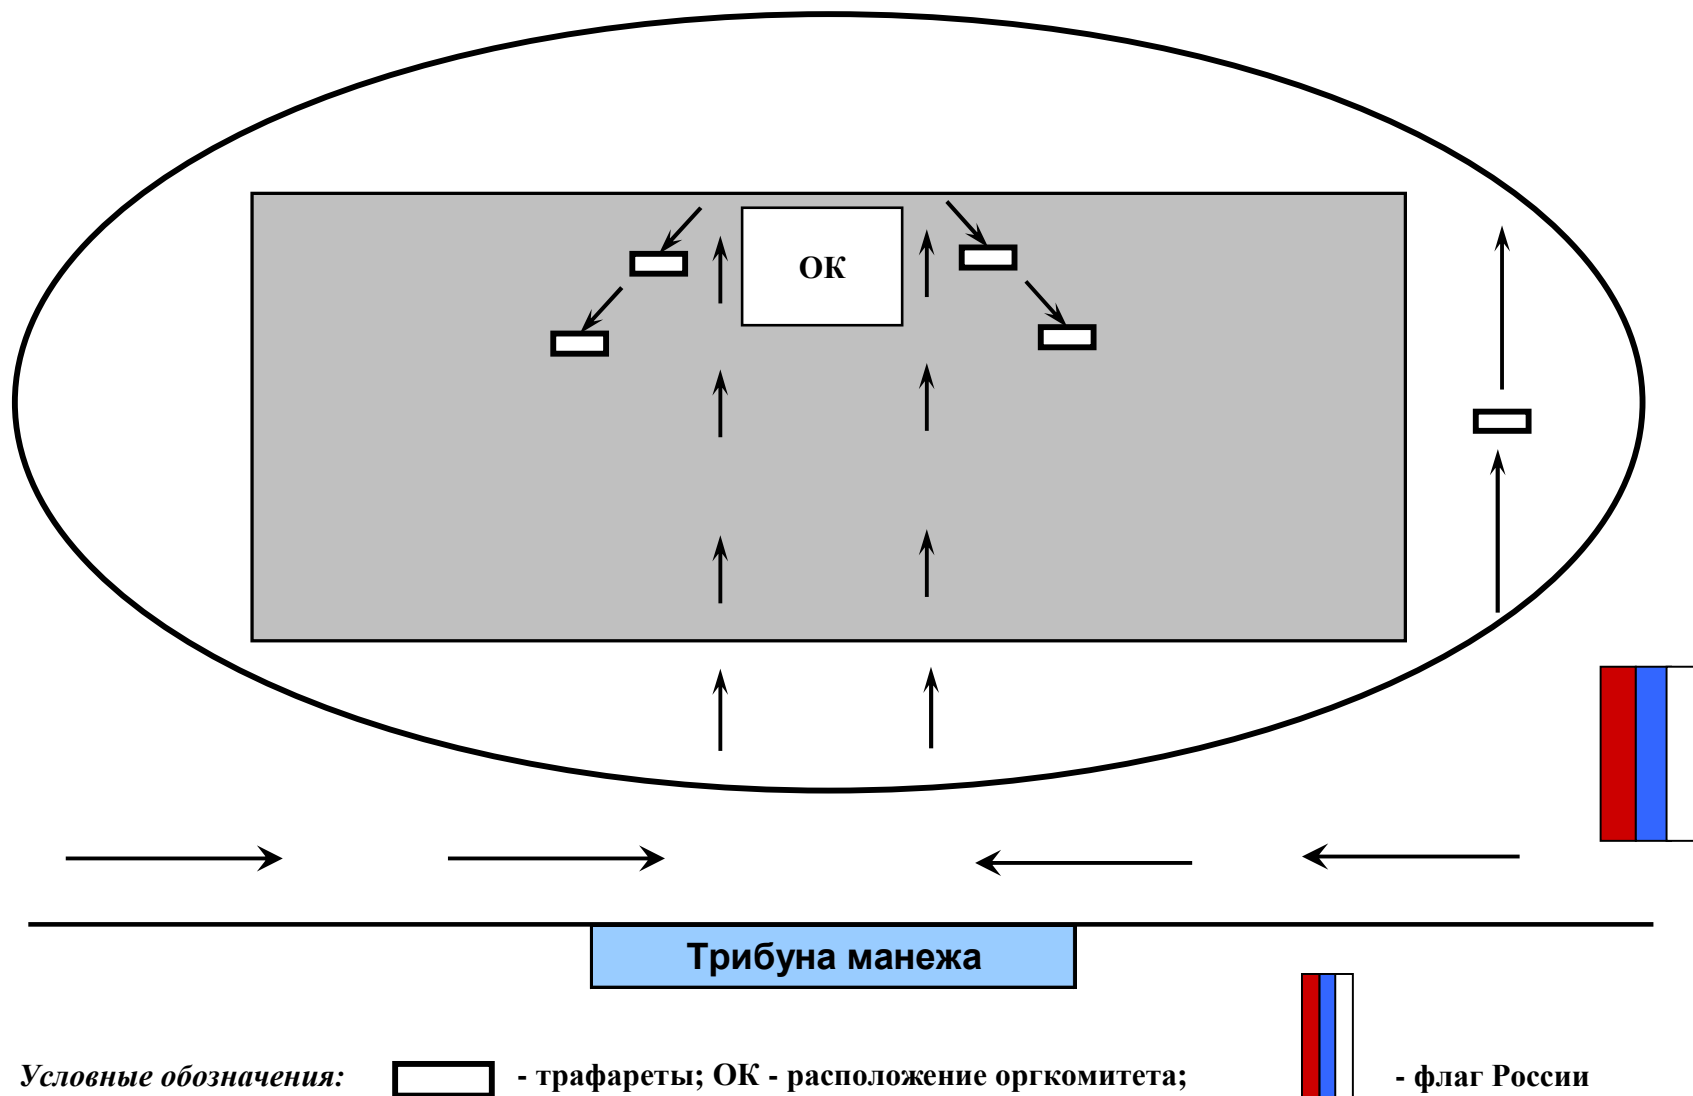 ОК
Трибуна манежа
Условные обозначения: - трафареты; ОК - расположение оргкомитета; - флаг России